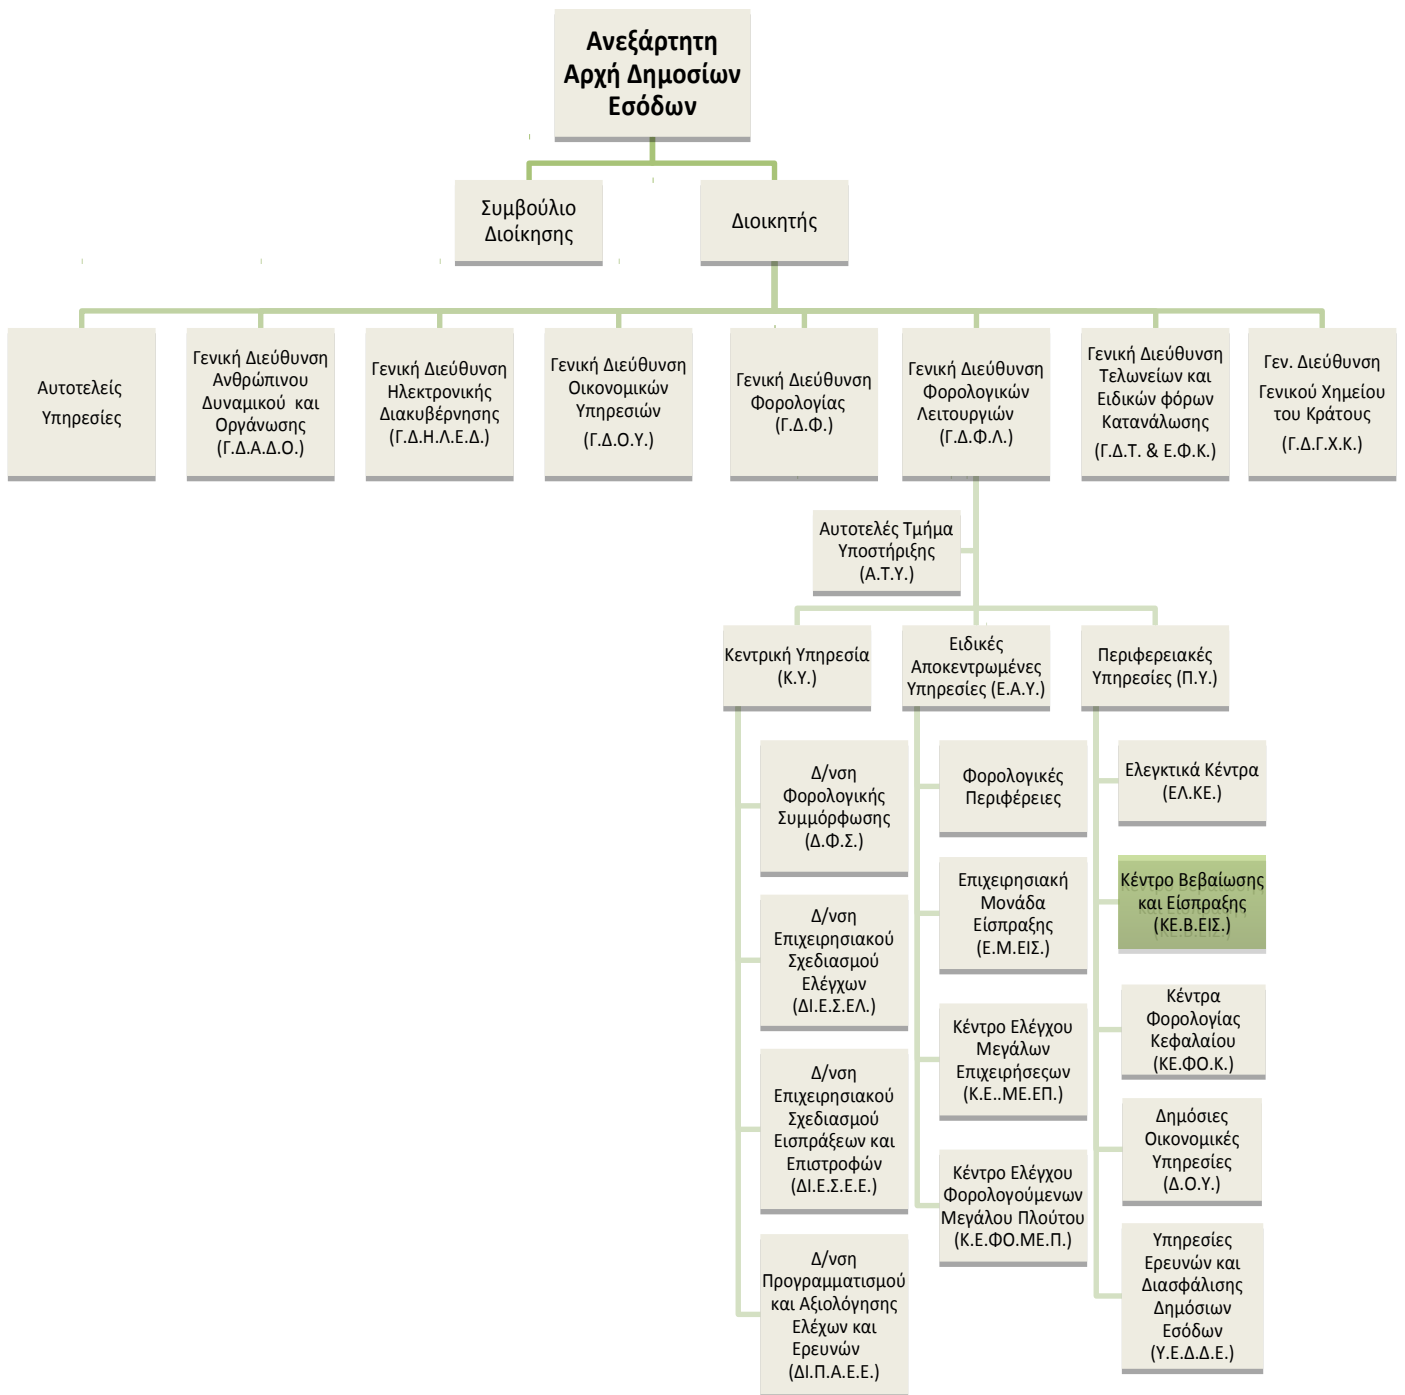 Ανεξάρτητη
Αρχή Δημοσίων
Εσόδων
Συμβούλιο
Διοίκησης
Διοικητής
Αυτοτελείς
Υπηρεσίες
Γενική Διεύθυνση
Ανθρώπινου
Δυναμικού και
Οργάνωσης
(Γ.Δ.Α.Δ.Ο.)
Γενική Διεύθυνση
Ηλεκτρονικής
Διακυβέρνησης
(Γ.Δ.Η.Λ.Ε.Δ.)
Γενική Διεύθυνση
Οικονομικών
Υπηρεσιών
(Γ.Δ.Ο.Υ.)
Γενική Διεύθυνση
Φορολογίας
(Γ.Δ.Φ.)
Γενική Διεύθυνση
Φορολογικών
Λειτουργιών
(Γ.Δ.Φ.Λ.)
Γενική Διεύθυνση
Τελωνείων και
Ειδικών φόρων
Κατανάλωσης
(Γ.Δ.Τ. & Ε.Φ.Κ.)
Γεν. Διεύθυνση
Γενικού Χημείου
του Κράτους
(Γ.Δ.Γ.Χ.Κ.)
Αυτοτελές Τμήμα
Υποστήριξης
(Α.Τ.Υ.)
Κεντρική Υπηρεσία
(Κ.Υ.)
Ειδικές
Αποκεντρωμένες
Υπηρεσίες (Ε.Α.Υ.)
Περιφερειακές
Υπηρεσίες (Π.Υ.)
Δ/νση
Φορολογικής
Συμμόρφωσης
(Δ.Φ.Σ.)
Δ/νση
Επιχειρησιακού
Σχεδιασμού
Ελέγχων
(ΔΙ.Ε.Σ.ΕΛ.)
Δ/νση
Επιχειρησιακού
Σχεδιασμού
Εισπράξεων και
Επιστροφών
(ΔΙ.Ε.Σ.Ε.Ε.)
Δ/νση
Προγραμματισμού
και Αξιολόγησης
Ελέχων και
Ερευνών
(ΔΙ.Π.Α.Ε.Ε.)
Φορολογικές
Περιφέρειες
Επιχειρησιακή
Μονάδα
Είσπραξης
(Ε.Μ.ΕΙΣ.)
Κέντρο Ελέγχου
Μεγάλων
Επιχειρήσεςων
(Κ.Ε..ΜΕ.ΕΠ.)
Κέντρο Ελέγχου
Φορολογούμενων
Μεγάλου Πλούτου
(Κ.Ε.ΦΟ.ΜΕ.Π.)
Ελεγκτικά Κέντρα
(ΕΛ.ΚΕ.)
Κέντρο Βεβαίωσης
και Είσπραξης
(ΚΕ.Β.ΕΙΣ.)
Κέντρα
Φορολογίας
Κεφαλαίου
(ΚΕ.ΦΟ.Κ.)
Δημόσιες
Οικονομικές
Υπηρεσίες
(Δ.Ο.Υ.)
Υπηρεσίες
Ερευνών και
Διασφάλισης
Δημόσιων
Εσόδων
(Υ.Ε.Δ.Δ.Ε.)